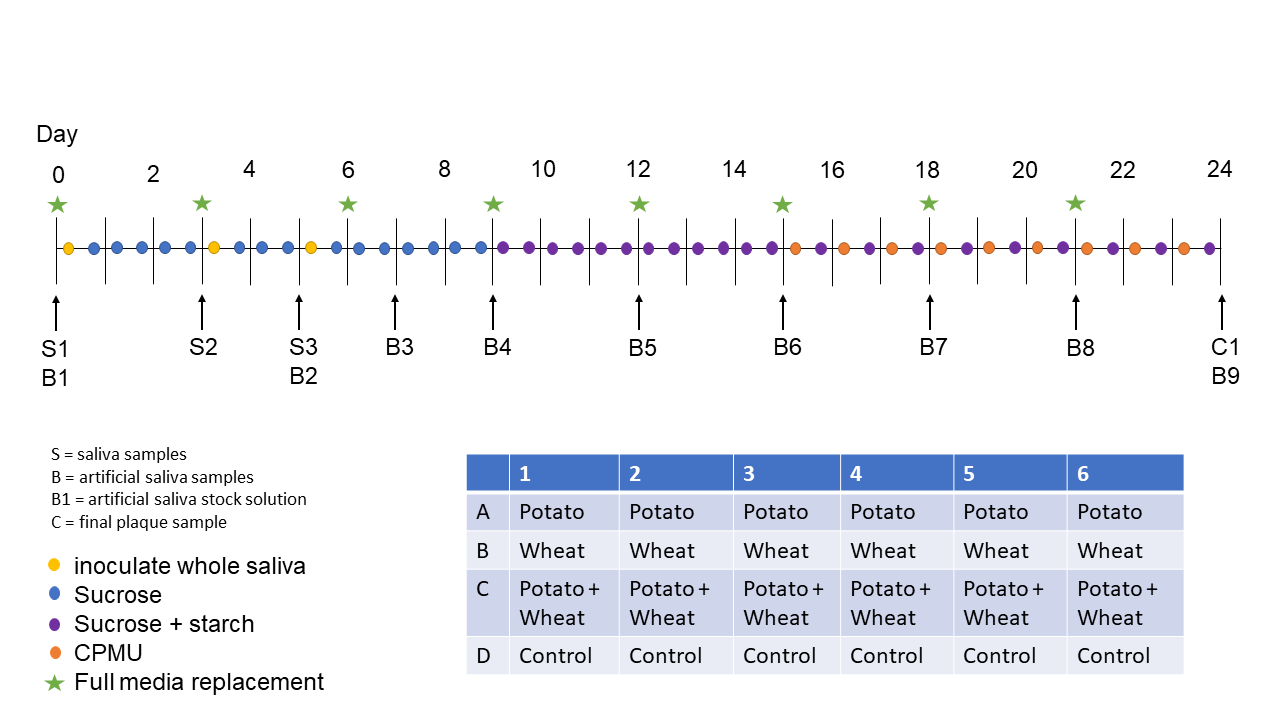 Day
0 2 4 6 8 10 12 14 16 18 20 22 24
S1 S2 S3 B3 B4 B5 B6 B7 B8 C1
B1 B2 B9
S = saliva samples
B = artificial saliva samples
B1 = artificial saliva stock solution
C = final plaque sample
inoculate whole saliva
Sucrose
Sucrose + starch
CPMU
Full media replacement
1 2 3 4 5 6
A Potato Potato Potato Potato Potato Potato
B Wheat Wheat Wheat Wheat Wheat Wheat
C Potato + Potato + Potato + Potato + Potato + Potato +
Wheat Wheat Wheat Wheat Wheat Wheat
D Control Control Control Control Control Control